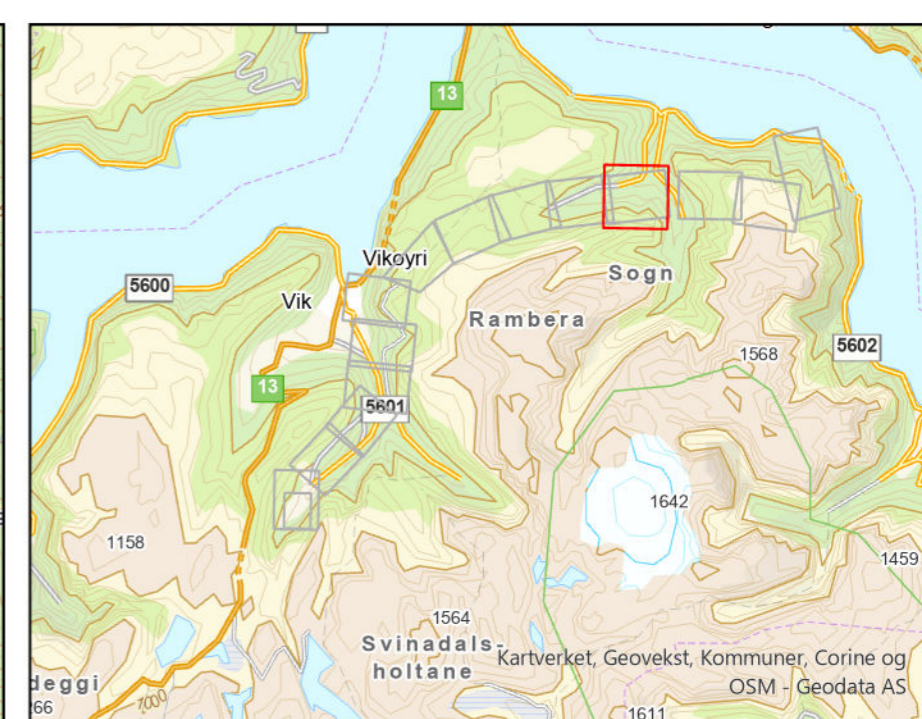 13
Vikøyri
5600
Vik
Sogn
Rambera
5602
1568
13
5601
1642
1158
1459
1564
Svinadals-
holtane
Kartverket, Geovekst, Kommuner, Corine og
OSM - Geodata AS
deggi
1000
1611